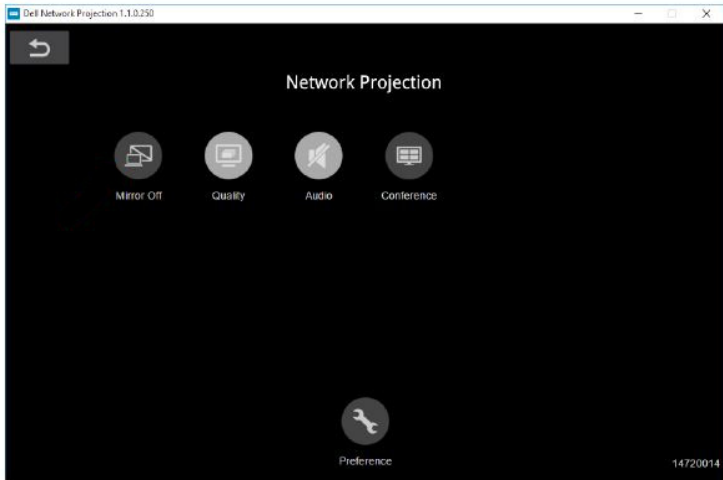 Dell Network Projection 1.1.0.250
Network Projection
Mirror Off Quality Audio Conference
Preference
14720014